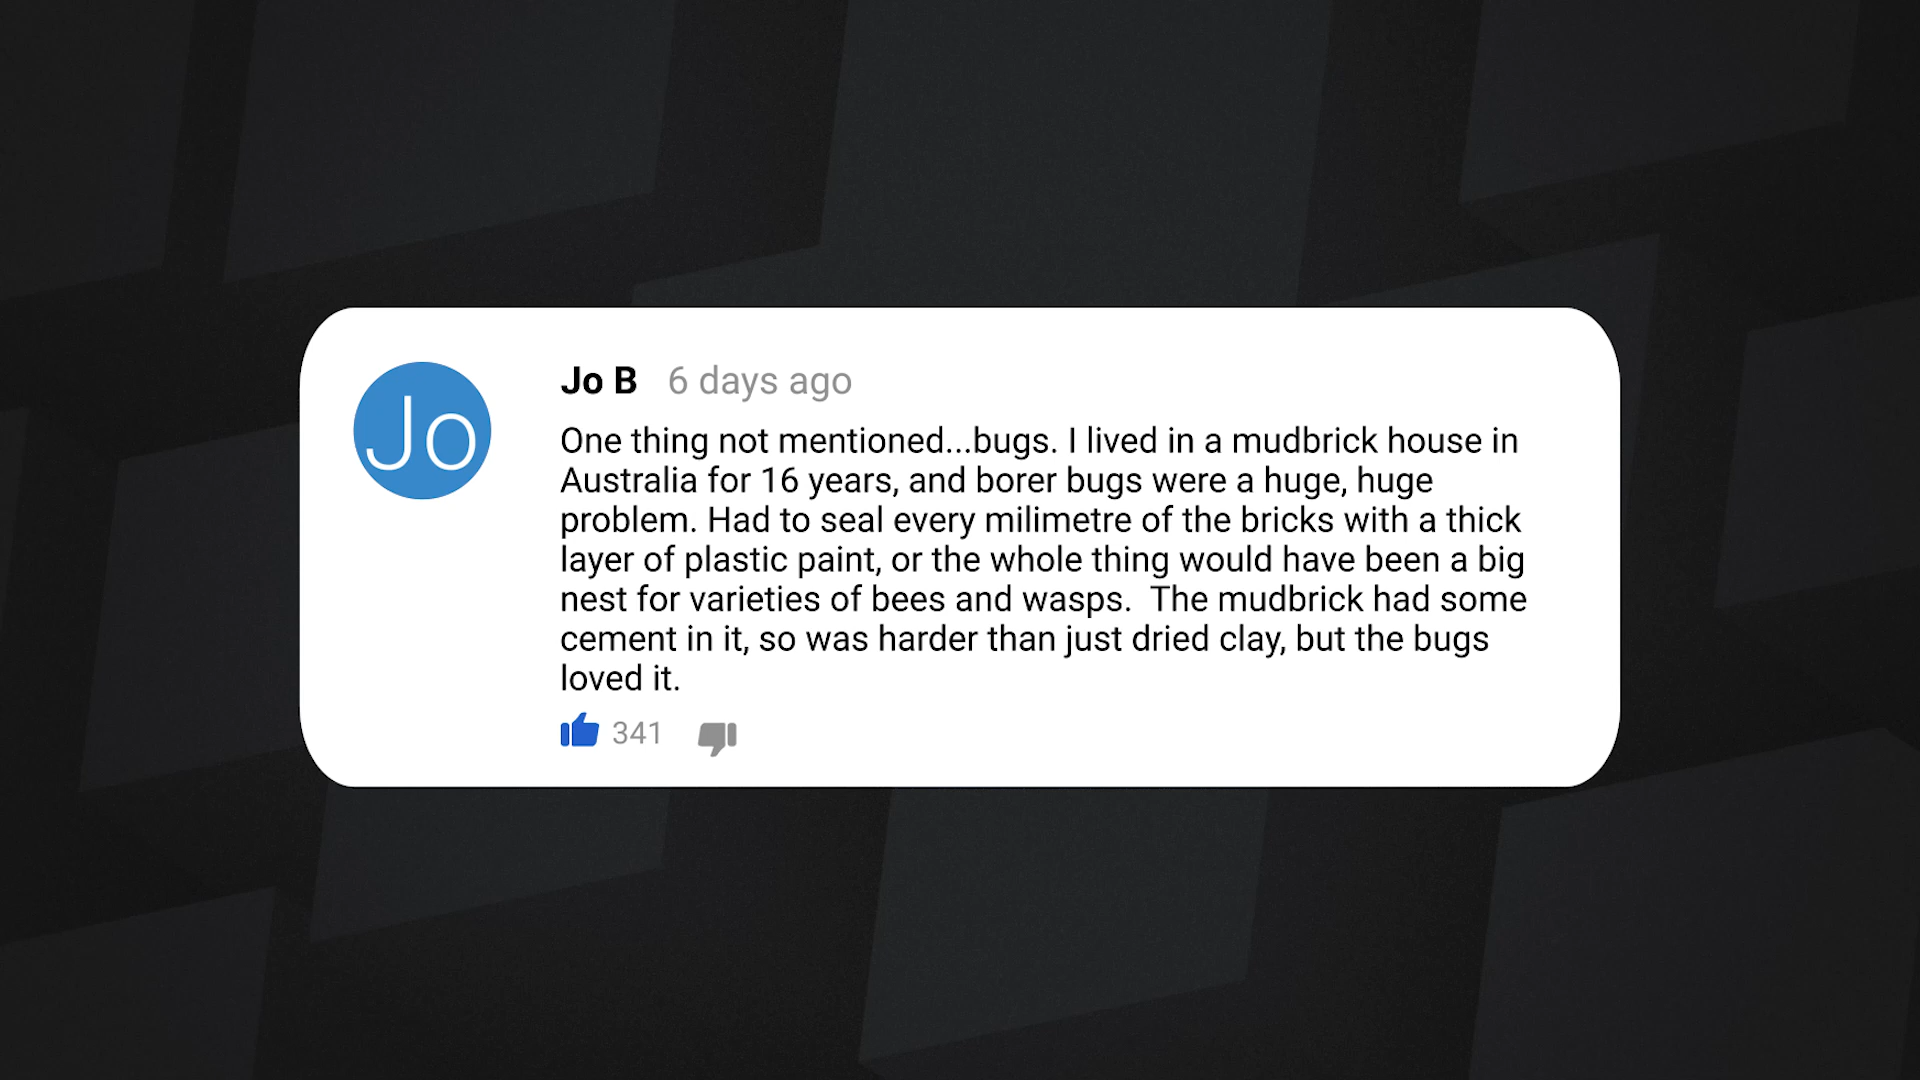 Jo
Jo B 6 days ago
One thing not mentioned...bugs. I lived in a mudbrick house in
Australia for 16 years, and borer bugs were a huge, huge
problem. Had to seal every milimetre of the bricks with a thick
layer of plastic paint, or the whole thing would have been a big
nest for varieties of bees and wasps.  The mudbrick had some
cement in it, so was harder than just dried clay, but the bugs
loved it.
341